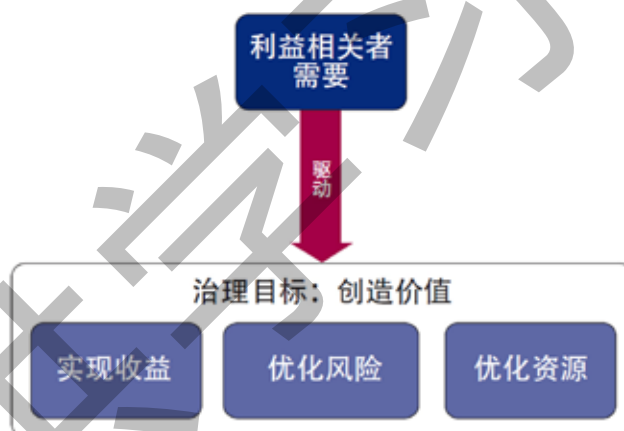 利益相关者
需要
驱动
治理目标：创造价值
实现收益
优化风险
优化资源